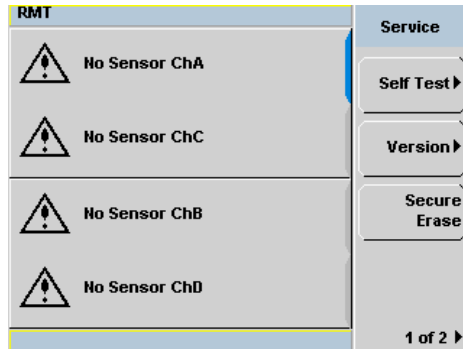 RMT
No Sensor ChA
No Sensor ChC
No Sensor ChB
No Sensor ChD
Service
Self Test
Version
Secure
Erase
1 of 2